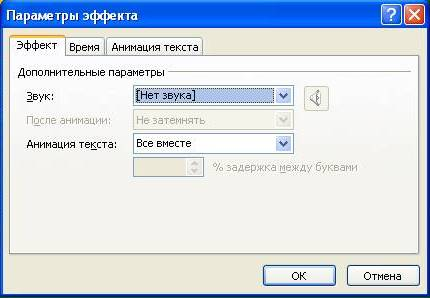 Параметры эффекта
Эффект Время Анимация текста
Дополнительные параметры
Звук: [Нет звука]
После анимации: Не затемнять
Анимация текста: Все вместе
% задержка между буквами
ОК Отмена